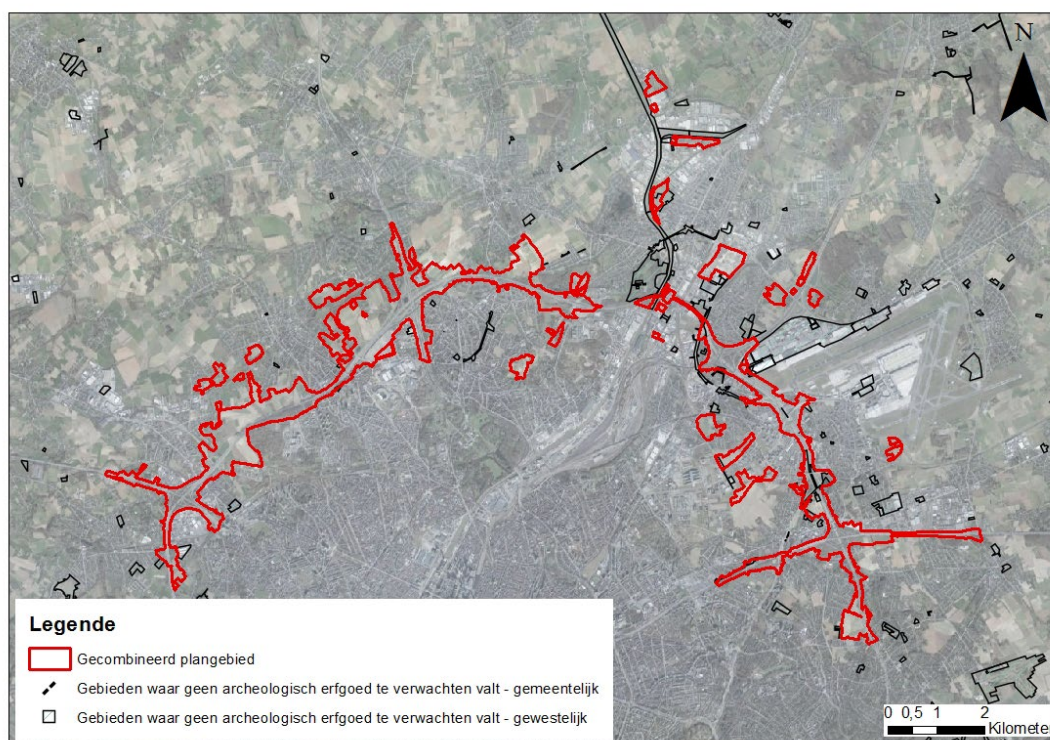 N
Legende
Gecombineerd plangebied
Gebieden waar geen archeologisch erfgoed te verwachten valt - gemeentelijk
Gebieden waar geen archeologisch erfgoed te verwachten valt - gewestelijk
0 0,5 1 2
Kilometer